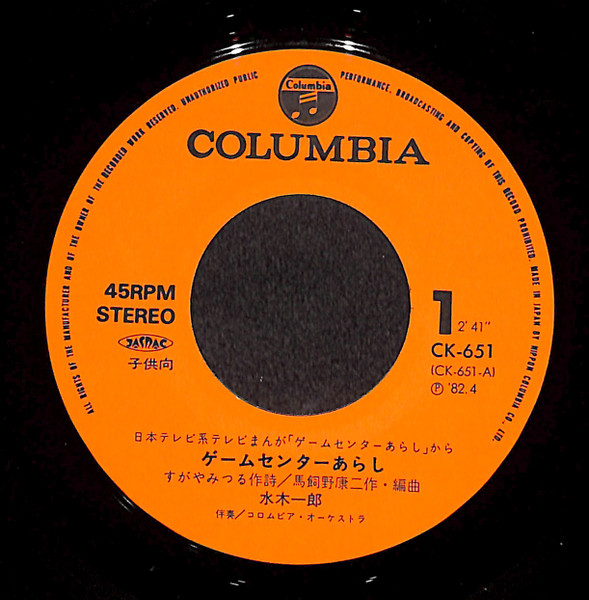 ALL RIGHTS OF THE MANUFACTURER AND OF THE OWNER OF THE RECORDED WORK RESERVED. UNAUTHORIZED PUBLIC PERFORMANCE, BROADCASTING AND COPYING OF THIS RECORD PROHIBITED. MADE IN JAPAN BY NIPPON COLUMBIA CO., LTD.
Columbia
COLUMBIA
45RPM
STEREO
JASRAC
子供向
1 2'41"
CK-651
(CK-651-A)
Ⓟ '82.4
日本テレビ系テレビまんが「ゲームセンターあらし」から
ゲームセンターあらし
すがやみつる作詩/馬飼野康二作・編曲
水木一郎
伴奏/コロムビア・オーケストラ